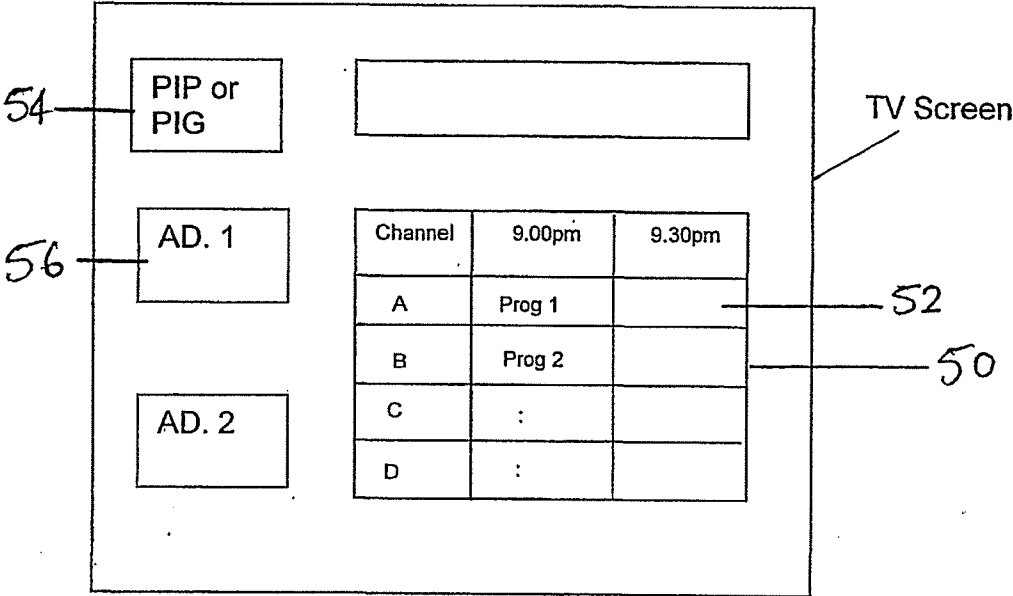 PIP or
PIG
54
TV Screen
AD. 1
56
Channel 9.00pm 9.30pm
A Prog 1
52
B Prog 2
50
C :
AD. 2
D :